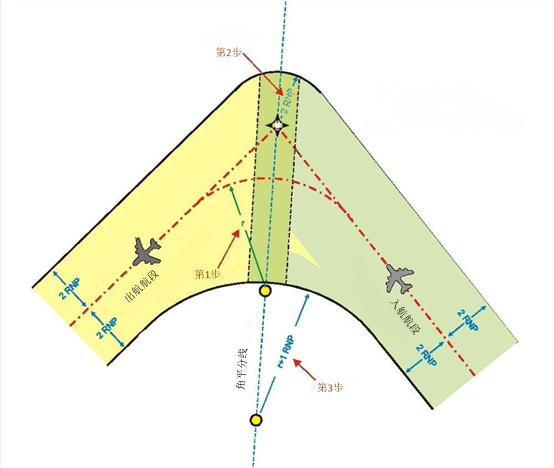 第2步
2 RNP
r
第1步
出航航段
入航航段
2 RNP
2 RNP
2 RNP
2 RNP
角平分线
r+1 RNP
第3步